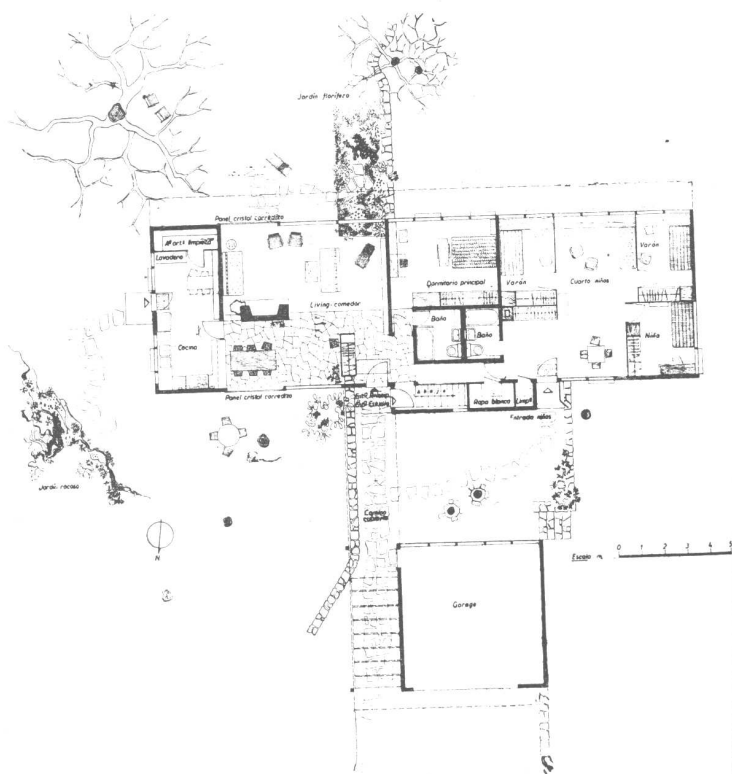 Jardín florífero
Panel cristal corredizo
Lavadero
Living-comedor
Dormitorio principal
Varón
Cuarto niños
Varón
Baño
Baño
Cocina
Niña
Panel cristal corredizo
Ropa blanca
Limp.
Entrada niños
Jardín rocoso
Camino cubierto
N
Escala m.
0 1 2 3 4 5
Garage